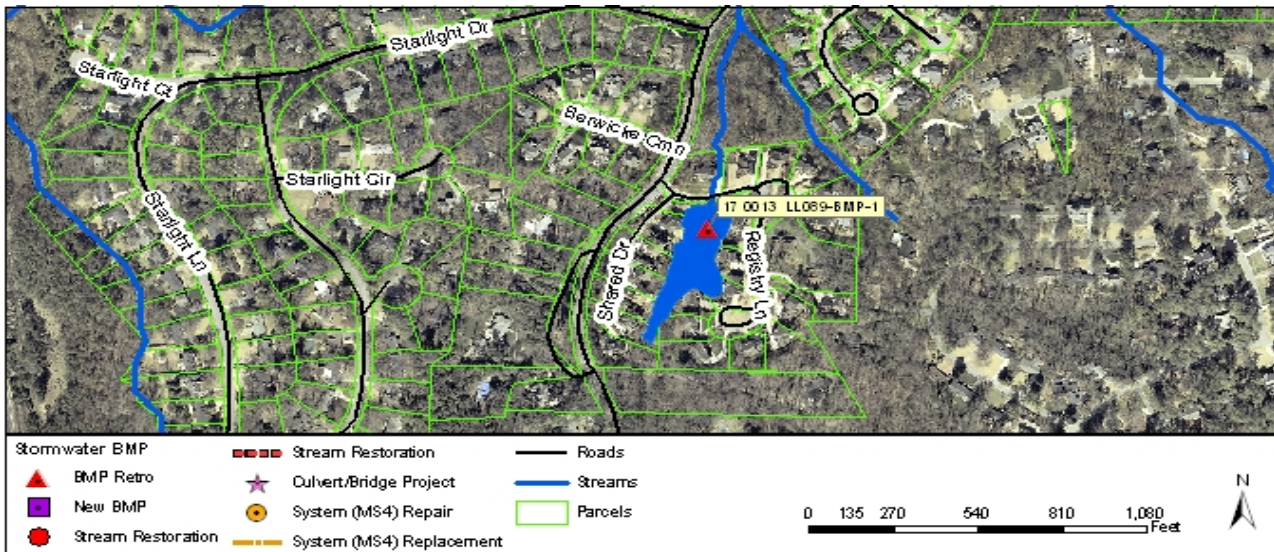 Starlight Dr
Starlight Ct
Berwicke Cmn
Starlight Cir
17 0013 LL089-BMP-1
Starlight Ln
Shared Dr
Registry Ln
Stormwater BMP
BMP Retro
New BMP
Stream Restoration
Stream Restoration
Culvert/Bridge Project
System (MS4) Repair
System (MS4) Replacement
Roads
Streams
Parcels
0 135 270 540 810 1,080
Feet
N